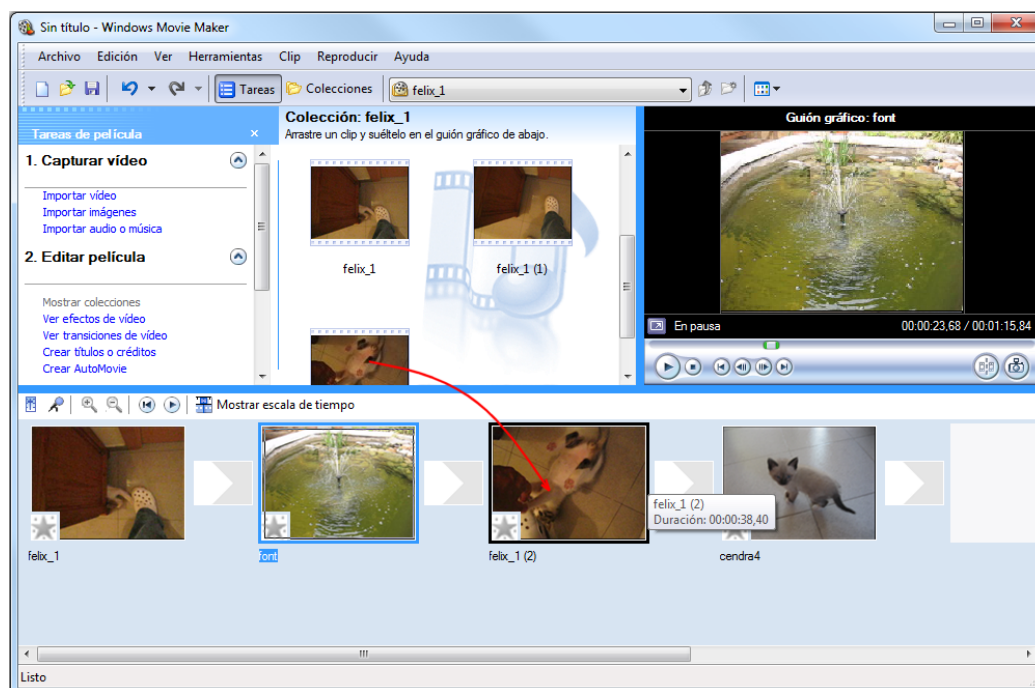 Sin título - Windows Movie Maker
Archivo Edición Ver Herramientas Clip Reproducir Ayuda
Tareas Colecciones felix_1
Tareas de película
1. Capturar vídeo
Importar vídeo
Importar imágenes
Importar audio o música
2. Editar película
Mostrar colecciones
Ver efectos de vídeo
Ver transiciones de vídeo
Crear títulos o créditos
Crear AutoMovie
Colección: felix_1
Arrastre un clip y suéltelo en el guión gráfico de abajo.
felix_1 felix_1 (1)
Guión gráfico: font
En pausa 00:00:23,68 / 00:01:15,84
Mostrar escala de tiempo
felix_1 (2)
Duración: 00:00:38,40
felix_1 font felix_1 (2) cendra4
Listo